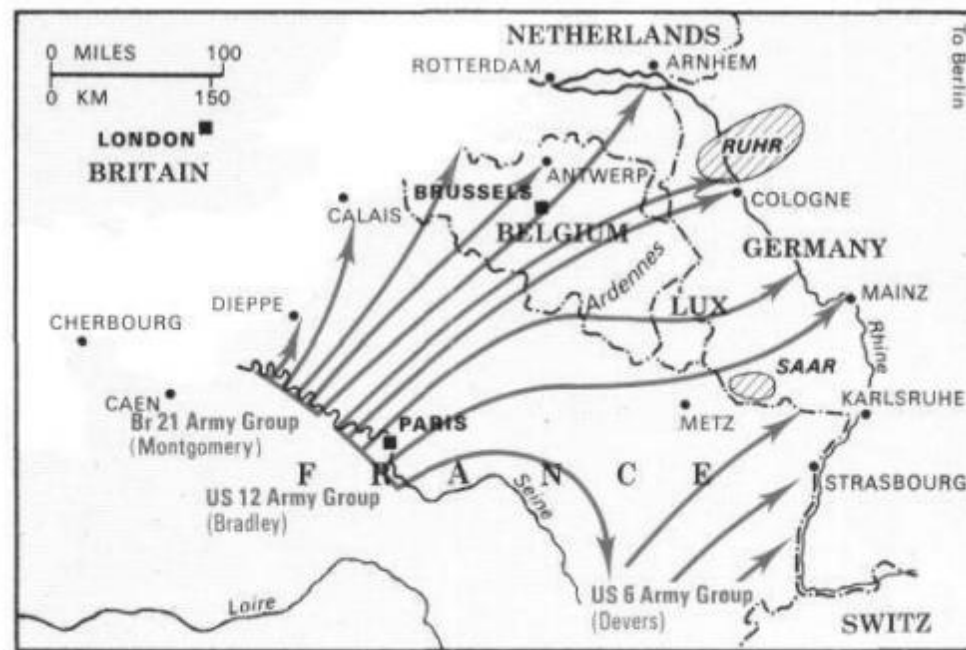 0 MILES 100
0 KM 150
NETHERLANDS
ROTTERDAM
ARNHEM
To Berlin
LONDON
BRITAIN
RUHR
ANTWERP
BRUSSELS
CALAIS
COLOGNE
BELGIUM
GERMANY
Ardennes
DIEPPE
LUX
MAINZ
CHERBOURG
Rhine
SAAR
CAEN
KARLSRUHE
Br 21 Army Group
(Montgomery)
PARIS
METZ
F R A N C E
STRASBOURG
US 12 Army Group
(Bradley)
Seine
US 6 Army Group
(Devers)
Loire
SWITZ